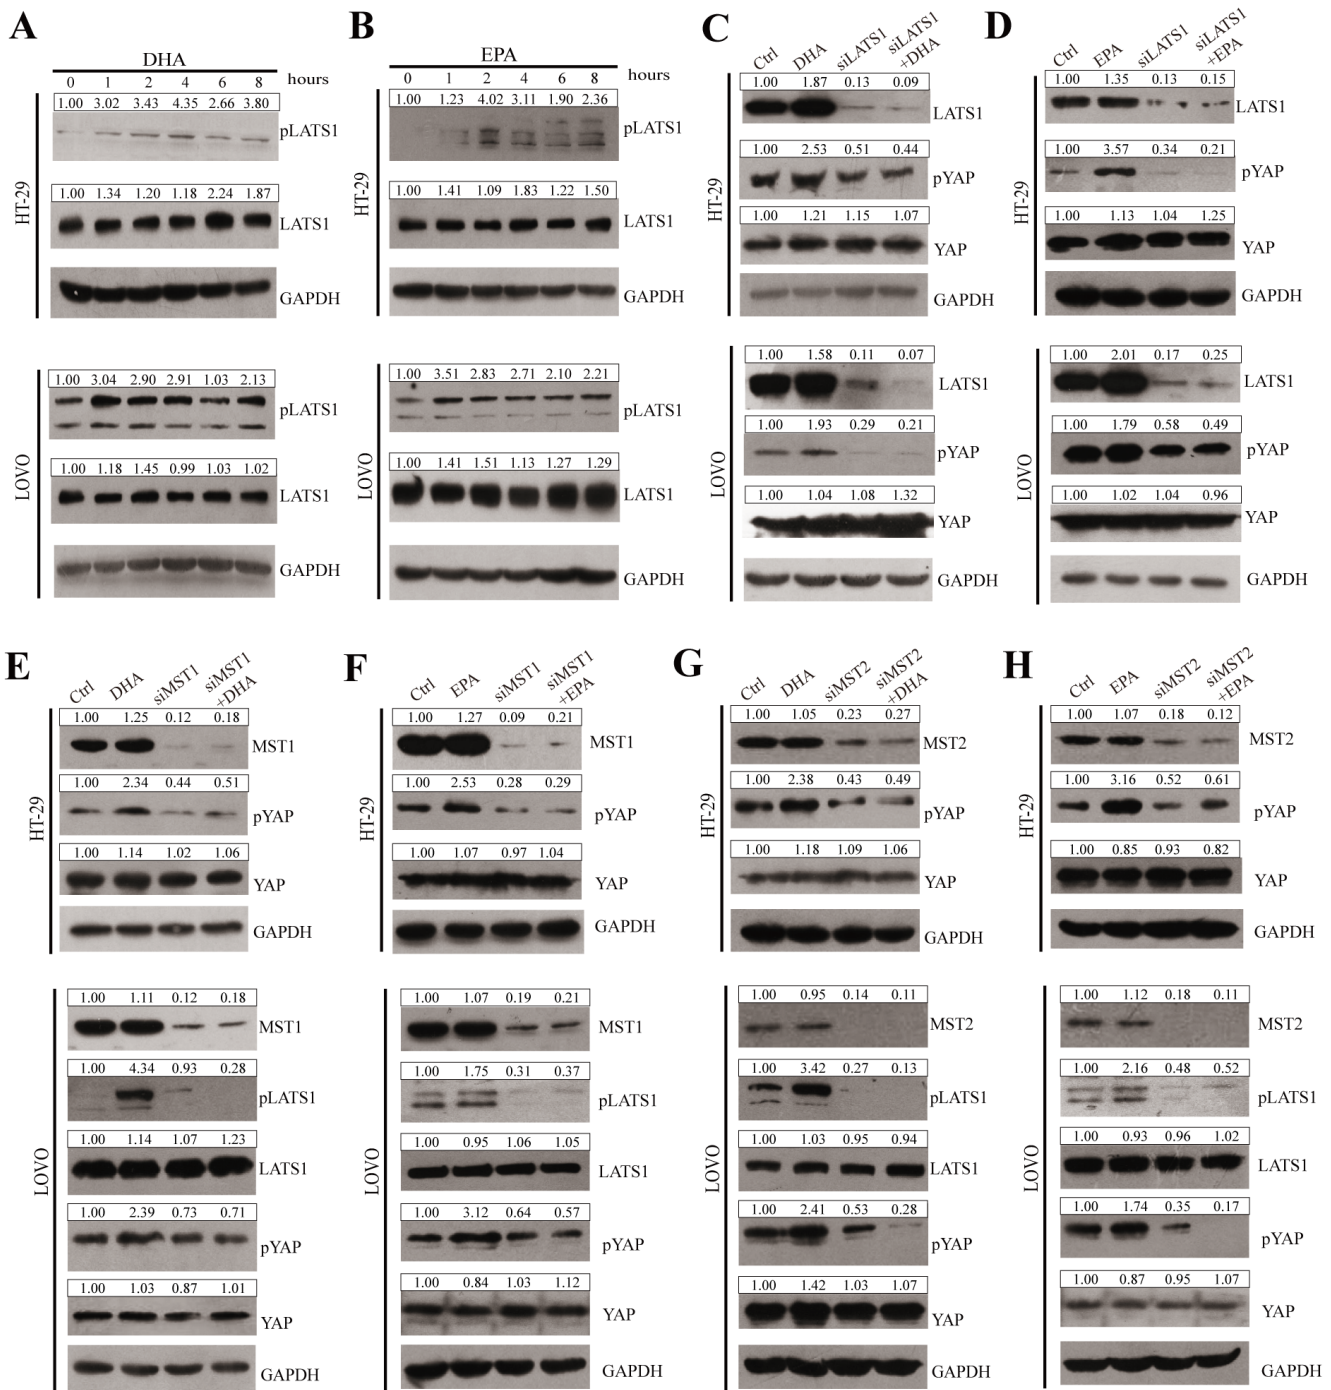 A
DHA
0 1 2 4 6 8 hours
HT-29
1.00 3.02 3.43 4.35 2.66 3.80
pLATS1
1.00 1.34 1.20 1.18 2.24 1.87
LATS1
GAPDH
LOVO
1.00 3.04 2.90 2.91 1.03 2.13
pLATS1
1.00 1.18 1.45 0.99 1.03 1.02
LATS1
GAPDH
B
EPA
0 1 2 4 6 8 hours
HT-29
1.00 1.23 4.02 3.11 1.90 2.36
pLATS1
1.00 1.41 1.09 1.83 1.22 1.50
LATS1
GAPDH
LOVO
1.00 3.51 2.83 2.71 2.10 2.21
pLATS1
1.00 1.41 1.51 1.13 1.27 1.29
LATS1
GAPDH
C
Ctrl DHA siLATS1 siLATS1
+DHA
HT-29
1.00 1.87 0.13 0.09
LATS1
1.00 2.53 0.51 0.44
pYAP
1.00 1.21 1.15 1.07
YAP
GAPDH
LOVO
1.00 1.58 0.11 0.07
LATS1
1.00 1.93 0.29 0.21
pYAP
1.00 1.04 1.08 1.32
YAP
GAPDH
D
Ctrl EPA siLATS1 siLATS1
+EPA
HT-29
1.00 1.35 0.13 0.15
LATS1
1.00 3.57 0.34 0.21
pYAP
1.00 1.13 1.04 1.25
YAP
GAPDH
LOVO
1.00 2.01 0.17 0.25
LATS1
1.00 1.79 0.58 0.49
pYAP
1.00 1.02 1.04 0.96
YAP
GAPDH
E
Ctrl DHA siMST1 siMST1
+DHA
HT-29
1.00 1.25 0.12 0.18
MST1
1.00 2.34 0.44 0.51
pYAP
1.00 1.14 1.02 1.06
YAP
GAPDH
LOVO
1.00 1.11 0.12 0.18
MST1
1.00 4.34 0.93 0.28
pLATS1
1.00 1.14 1.07 1.23
LATS1
1.00 2.39 0.73 0.71
pYAP
1.00 1.03 0.87 1.01
YAP
GAPDH
F
Ctrl EPA siMST1 siMST1
+EPA
HT-29
1.00 1.27 0.09 0.21
MST1
1.00 2.53 0.28 0.29
pYAP
1.00 1.07 0.97 1.04
YAP
GAPDH
LOVO
1.00 1.07 0.19 0.21
MST1
1.00 1.75 0.31 0.37
pLATS1
1.00 0.95 1.06 1.05
LATS1
1.00 3.12 0.64 0.57
pYAP
1.00 0.84 1.03 1.12
YAP
GAPDH
G
Ctrl DHA siMST2 siMST2
+DHA
HT-29
1.00 1.05 0.23 0.27
MST2
1.00 2.38 0.43 0.49
pYAP
1.00 1.18 1.09 1.06
YAP
GAPDH
LOVO
1.00 0.95 0.14 0.11
MST2
1.00 3.42 0.27 0.13
pLATS1
1.00 1.03 0.95 0.94
LATS1
1.00 2.41 0.53 0.28
pYAP
1.00 1.42 1.03 1.07
YAP
GAPDH
H
Ctrl EPA siMST2 siMST2
+EPA
HT-29
1.00 1.07 0.18 0.12
MST2
1.00 3.16 0.52 0.61
pYAP
1.00 0.85 0.93 0.82
YAP
GAPDH
LOVO
1.00 1.12 0.18 0.11
MST2
1.00 2.16 0.48 0.52
pLATS1
1.00 0.93 0.96 1.02
LATS1
1.00 1.74 0.35 0.17
pYAP
1.00 0.87 0.95 1.07
YAP
GAPDH